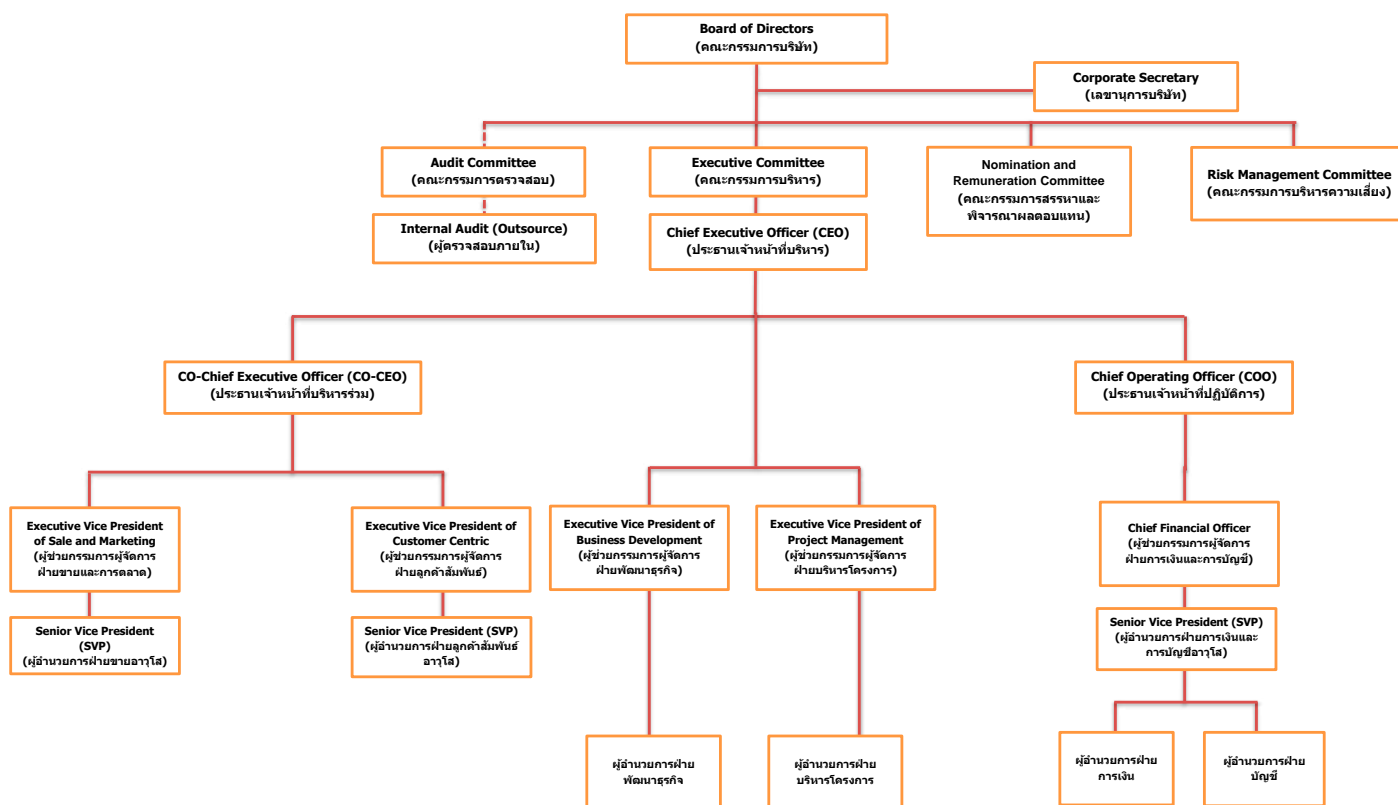 Board of Directors
(คณะกรรมการบริษัท)
Corporate Secretary
(เลขานุการบริษัท)
Audit Committee
(คณะกรรมการตรวจสอบ)
Executive Committee
(คณะกรรมการบริหาร)
Nomination and
Remuneration Committee
(คณะกรรมการสรรหาและ
พิจารณาผลตอบแทน)
Risk Management Committee
(คณะกรรมการบริหารความเสี่ยง)
Internal Audit (Outsource)
(ผู้ตรวจสอบภายใน)
Chief Executive Officer (CEO)
(ประธานเจ้าหน้าที่บริหาร)
CO-Chief Executive Officer (CO-CEO)
(ประธานเจ้าหน้าที่บริหารร่วม)
Chief Operating Officer (COO)
(ประธานเจ้าหน้าที่ปฏิบัติการ)
Executive Vice President
of Sale and Marketing
(ผู้ช่วยกรรมการผู้จัดการ
ฝ่ายขายและการตลาด)
Executive Vice President of
Customer Centric
(ผู้ช่วยกรรมการผู้จัดการ
ฝ่ายลูกค้าสัมพันธ์)
Executive Vice President of
Business Development
(ผู้ช่วยกรรมการผู้จัดการ
ฝ่ายพัฒนาธุรกิจ)
Executive Vice President of
Project Management
(ผู้ช่วยกรรมการผู้จัดการ
ฝ่ายบริหารโครงการ)
Chief Financial Officer
(ผู้ช่วยกรรมการผู้จัดการ
ฝ่ายการเงินและการบัญชี)
Senior Vice President
(SVP)
(ผู้อำนวยการฝ่ายขายอาวุโส)
Senior Vice President (SVP)
(ผู้อำนวยการฝ่ายลูกค้าสัมพันธ์
อาวุโส)
Senior Vice President (SVP)
(ผู้อำนวยการฝ่ายการเงินและ
การบัญชีอาวุโส)
ผู้อำนวยการฝ่าย
พัฒนาธุรกิจ
ผู้อำนวยการฝ่าย
บริหารโครงการ
ผู้อำนวยการฝ่าย
การเงิน
ผู้อำนวยการฝ่าย
บัญชี